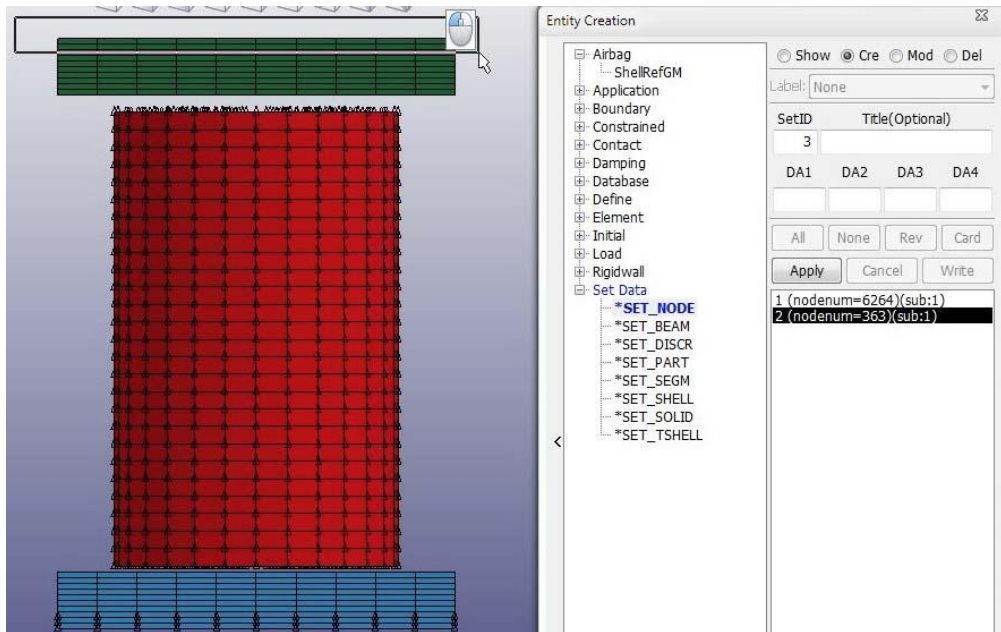 Entity Creation
Airbag
ShellRefGM
Application
Boundary
Constrained
Contact
Damping
Database
Define
Element
Initial
Load
Rigidwall
Set Data
*SET_NODE
*SET_BEAM
*SET_DISCR
*SET_PART
*SET_SEGM
*SET_SHELL
*SET_SOLID
*SET_TSHELL
Show Cre Mod Del
Label: None
SetID Title(Optional)
3
DA1 DA2 DA3 DA4
All None Rev Card
Apply Cancel Write
1 (nodenum=6264)(sub:1)
2 (nodenum=363)(sub:1)